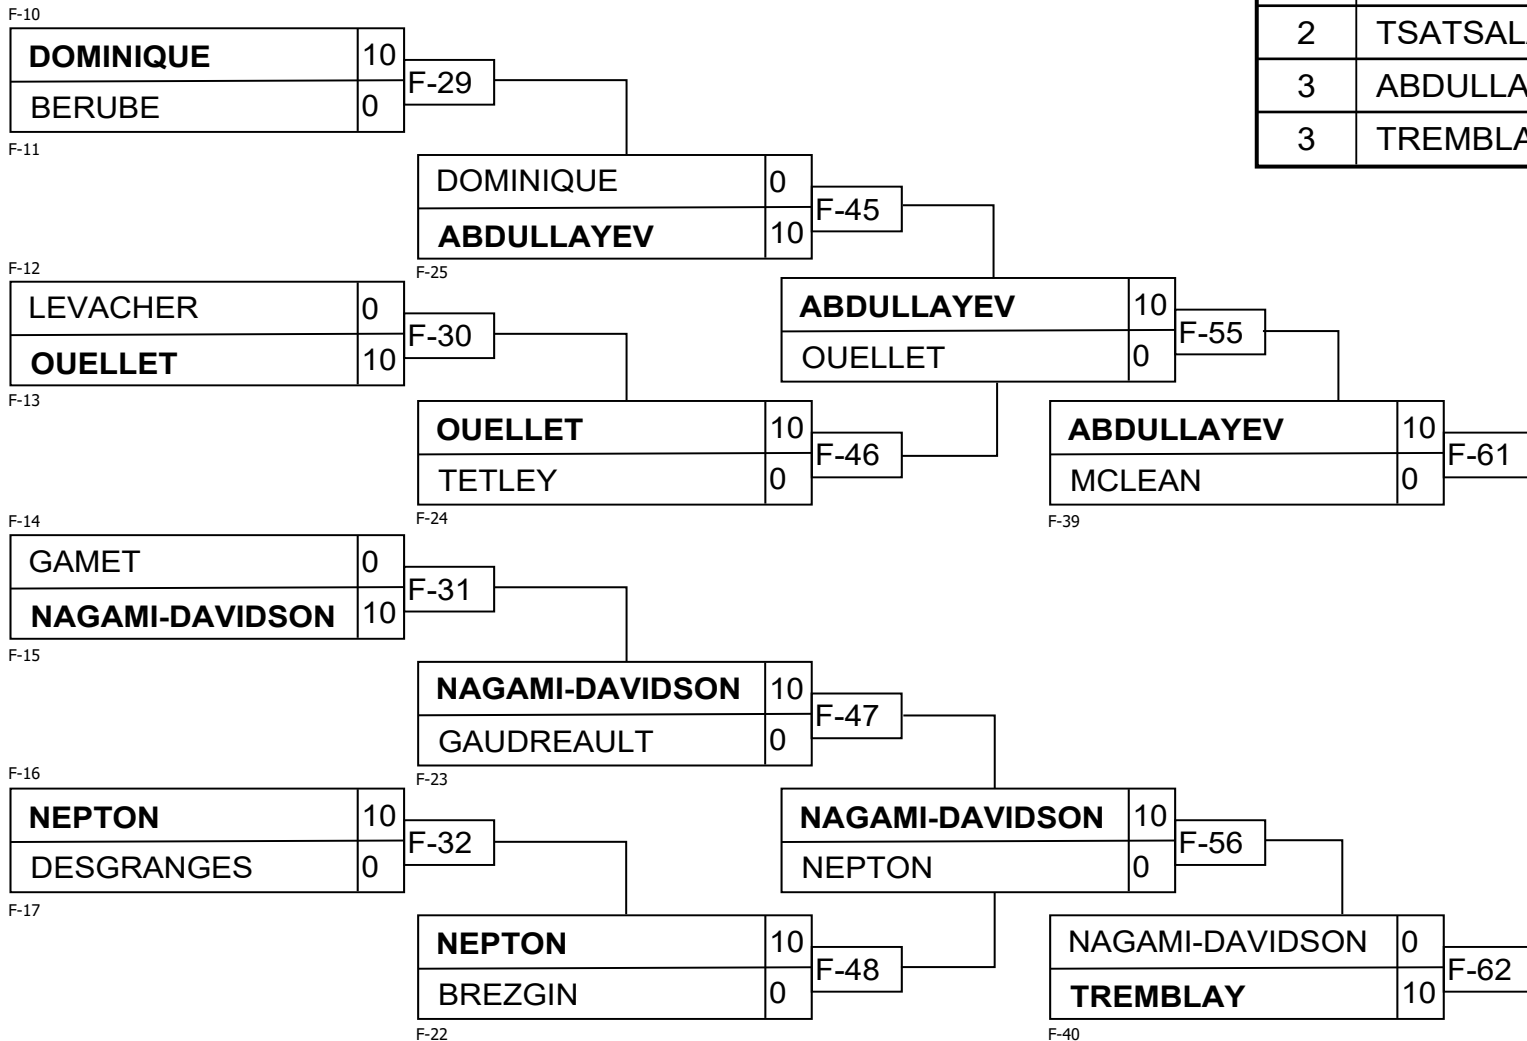 F-10
DOMINIQUE 10
BERUBE 0
F-29
F-11
2
3
3
DOMINIQUE 0
ABDULLAYEV 10
F-45
F-25
F-12
LEVACHER 0
OUELLET 10
F-30
F-13
ABDULLAYEV 10
OUELLET 0
F-55
OUELLET 10
TETLEY 0
F-46
F-24
ABDULLAYEV 10
MCLEAN 0
F-61
F-39
F-14
GAMET 0
NAGAMI-DAVIDSON 10
F-31
F-15
NAGAMI-DAVIDSON 10
GAUDREAULT 0
F-47
F-23
F-16
NEPTON 10
DESGRANGES 0
F-32
F-17
NAGAMI-DAVIDSON 10
NEPTON 0
F-56
NEPTON 10
BREZGIN 0
F-48
F-22
NAGAMI-DAVIDSON 0
TREMBLAY 10
F-62
F-40